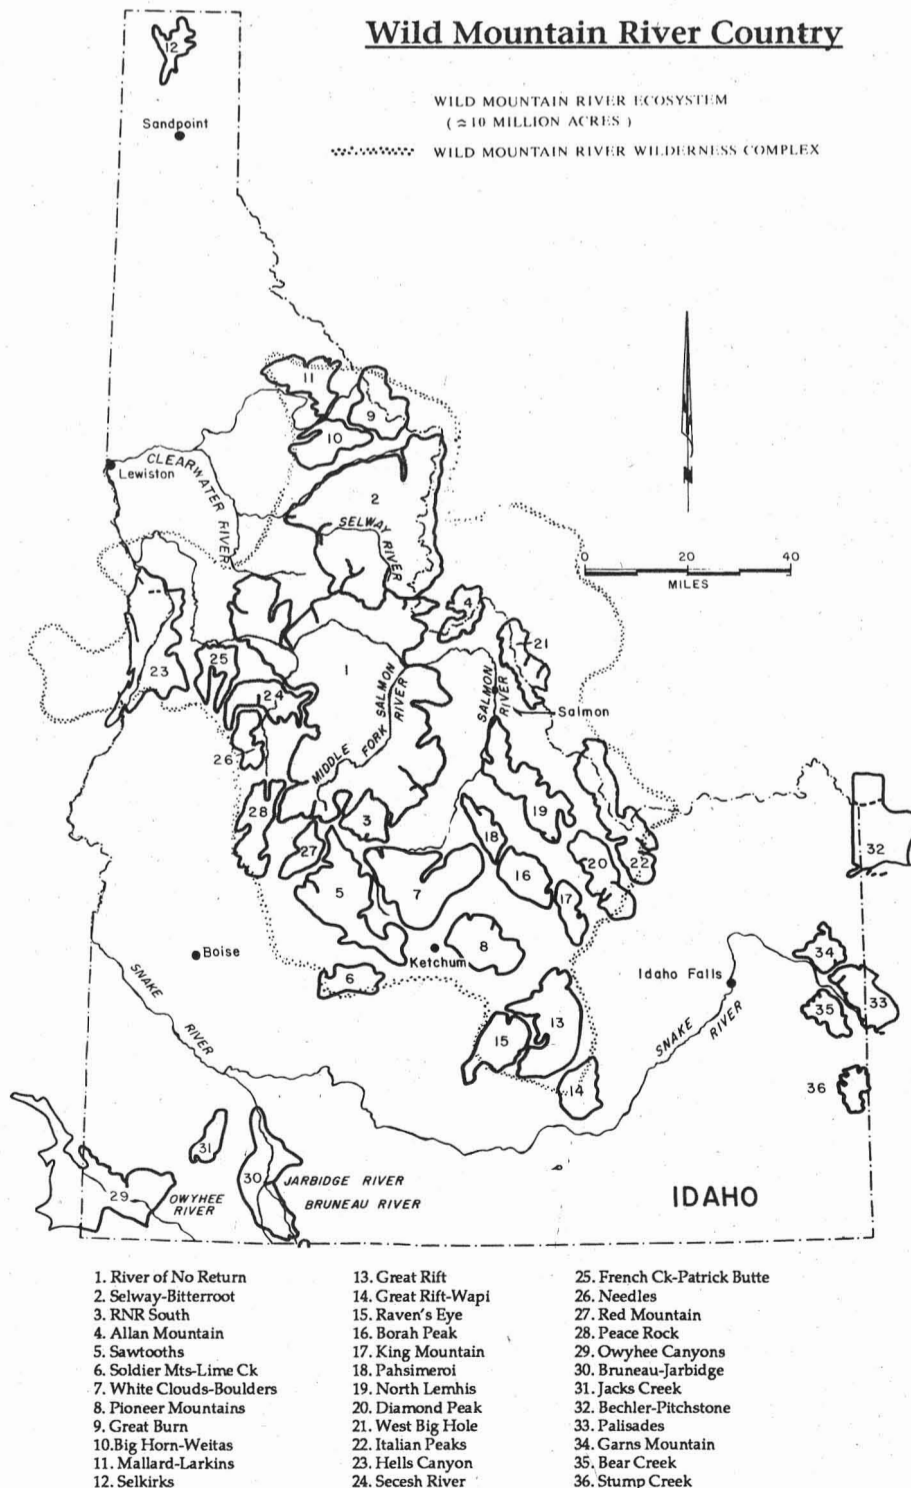 Wild Mountain River Country
WILD MOUNTAIN RIVER ECOSYSTEM
( ≈ 10 MILLION ACRES )
WILD MOUNTAIN RIVER WILDERNESS COMPLEX
12
Sandpoint
11
9
10
CLEARWATER RIVER
Lewiston
2
SELWAY RIVER
0 20 40
MILES
4
21
23
25
1
24
SALMON RIVER
SALMON RIVER
Salmon
MIDDLE FORK
26
28
3
19
18
27
20
22
32
16
5
7
17
8
Boise
Ketchum
34
Idaho Falls
6
33
35
SNAKE RIVER
13
15
SNAKE RIVER
14
36
31
30
JARBIDGE RIVER
29
OWYHEE RIVER
BRUNEAU RIVER
IDAHO
1. River of No Return
2. Selway-Bitterroot
3. RNR South
4. Allan Mountain
5. Sawtooths
6. Soldier Mts-Lime Ck
7. White Clouds-Boulders
8. Pioneer Mountains
9. Great Burn
10.Big Horn-Weitas
11. Mallard-Larkins
12. Selkirks
13. Great Rift
14. Great Rift-Wapi
15. Raven's Eye
16. Borah Peak
17. King Mountain
18. Pahsimeroi
19. North Lemhis
20. Diamond Peak
21. West Big Hole
22. Italian Peaks
23. Hells Canyon
24. Secesh River
25. French Ck-Patrick Butte
26. Needles
27. Red Mountain
28. Peace Rock
29. Owyhee Canyons
30. Bruneau-Jarbidge
31. Jacks Creek
32. Bechler-Pitchstone
33. Palisades
34. Garns Mountain
35. Bear Creek
36. Stump Creek